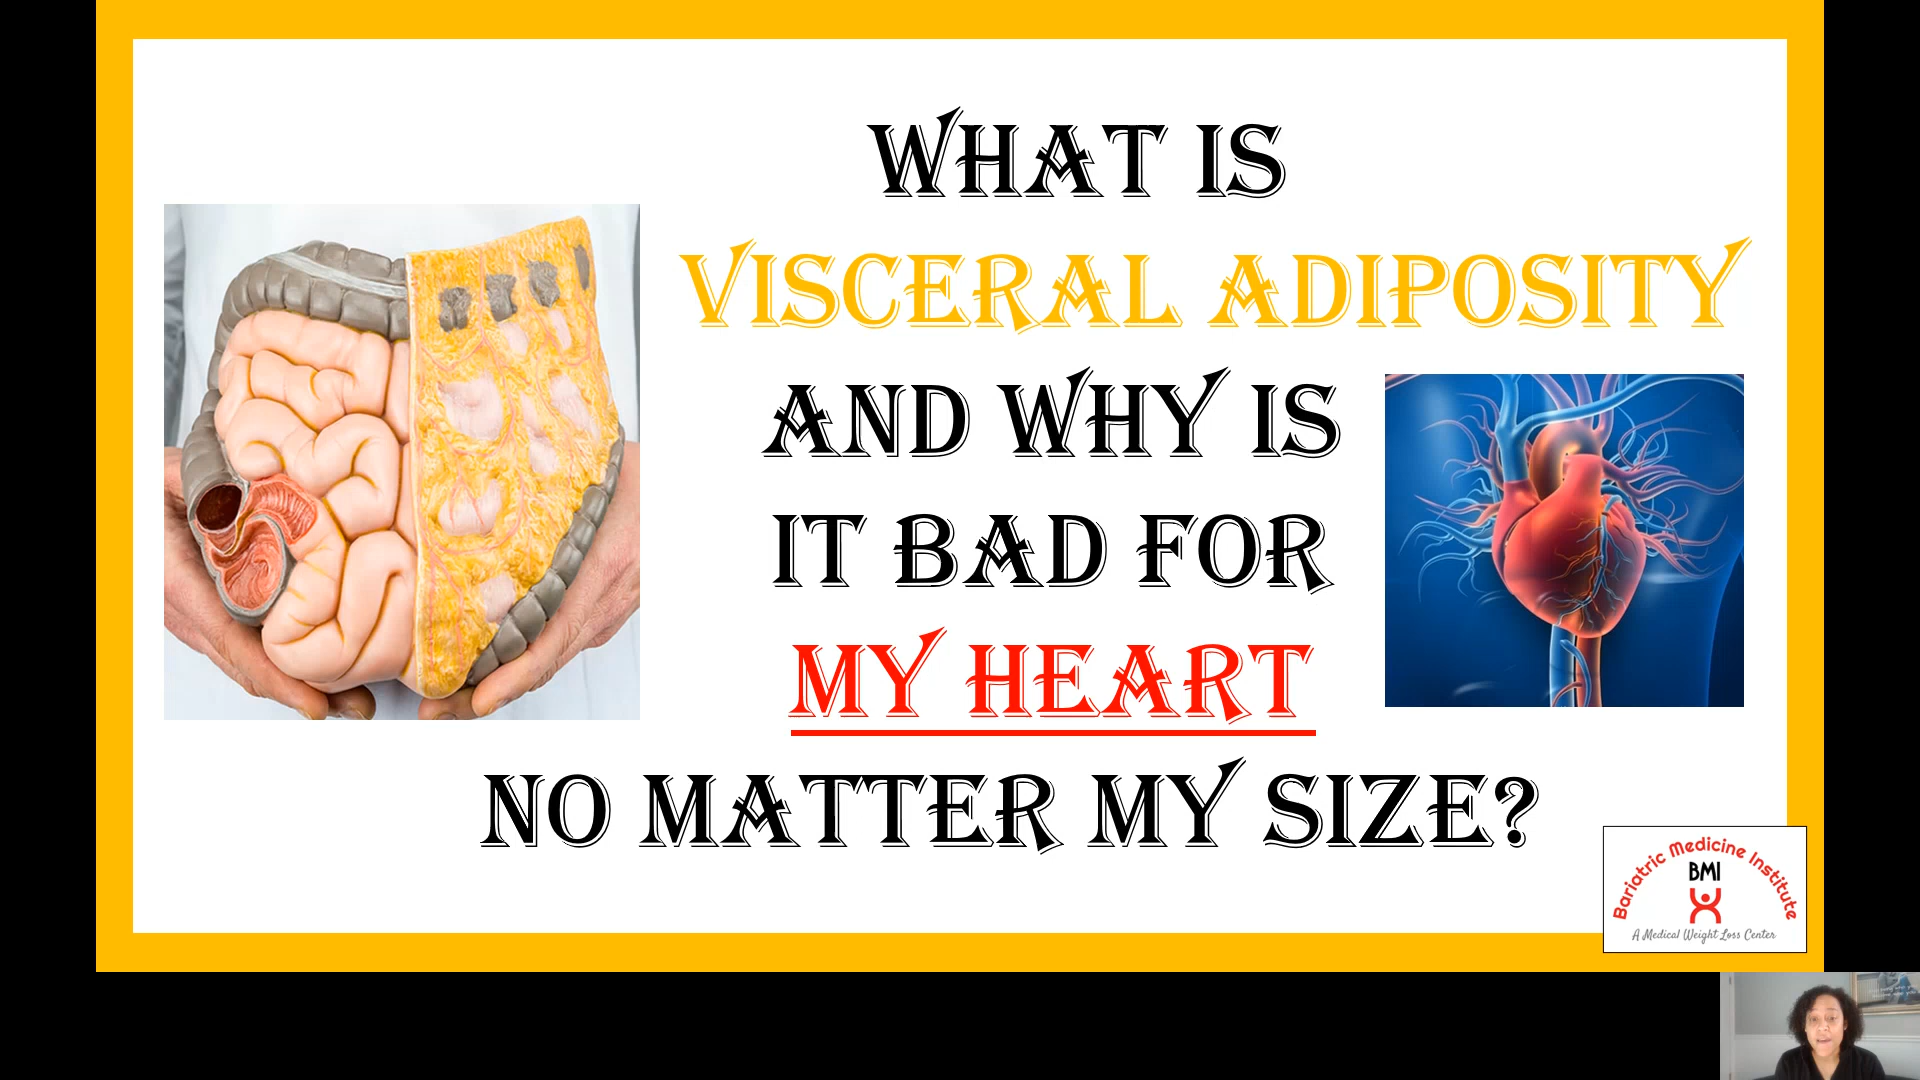 WHAT IS
VISCERAL ADIPOSITY
AND WHY IS
IT BAD FOR
MY HEART
NO MATTER MY SIZE?
Bariatric Medicine Institute
BMI
A Medical Weight Loss Center